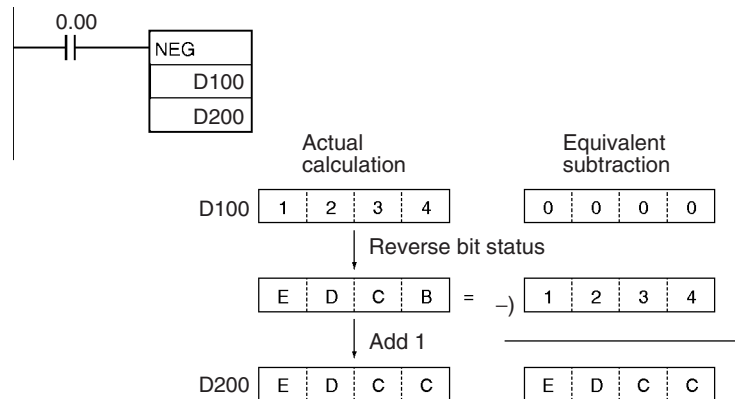 0.00
NEG
D100
D200
Actual calculation
Equivalent subtraction
D100 1 2 3 4 0 0 0 0
Reverse bit status
E D C B = –) 1 2 3 4
Add 1
D200 E D C C E D C C